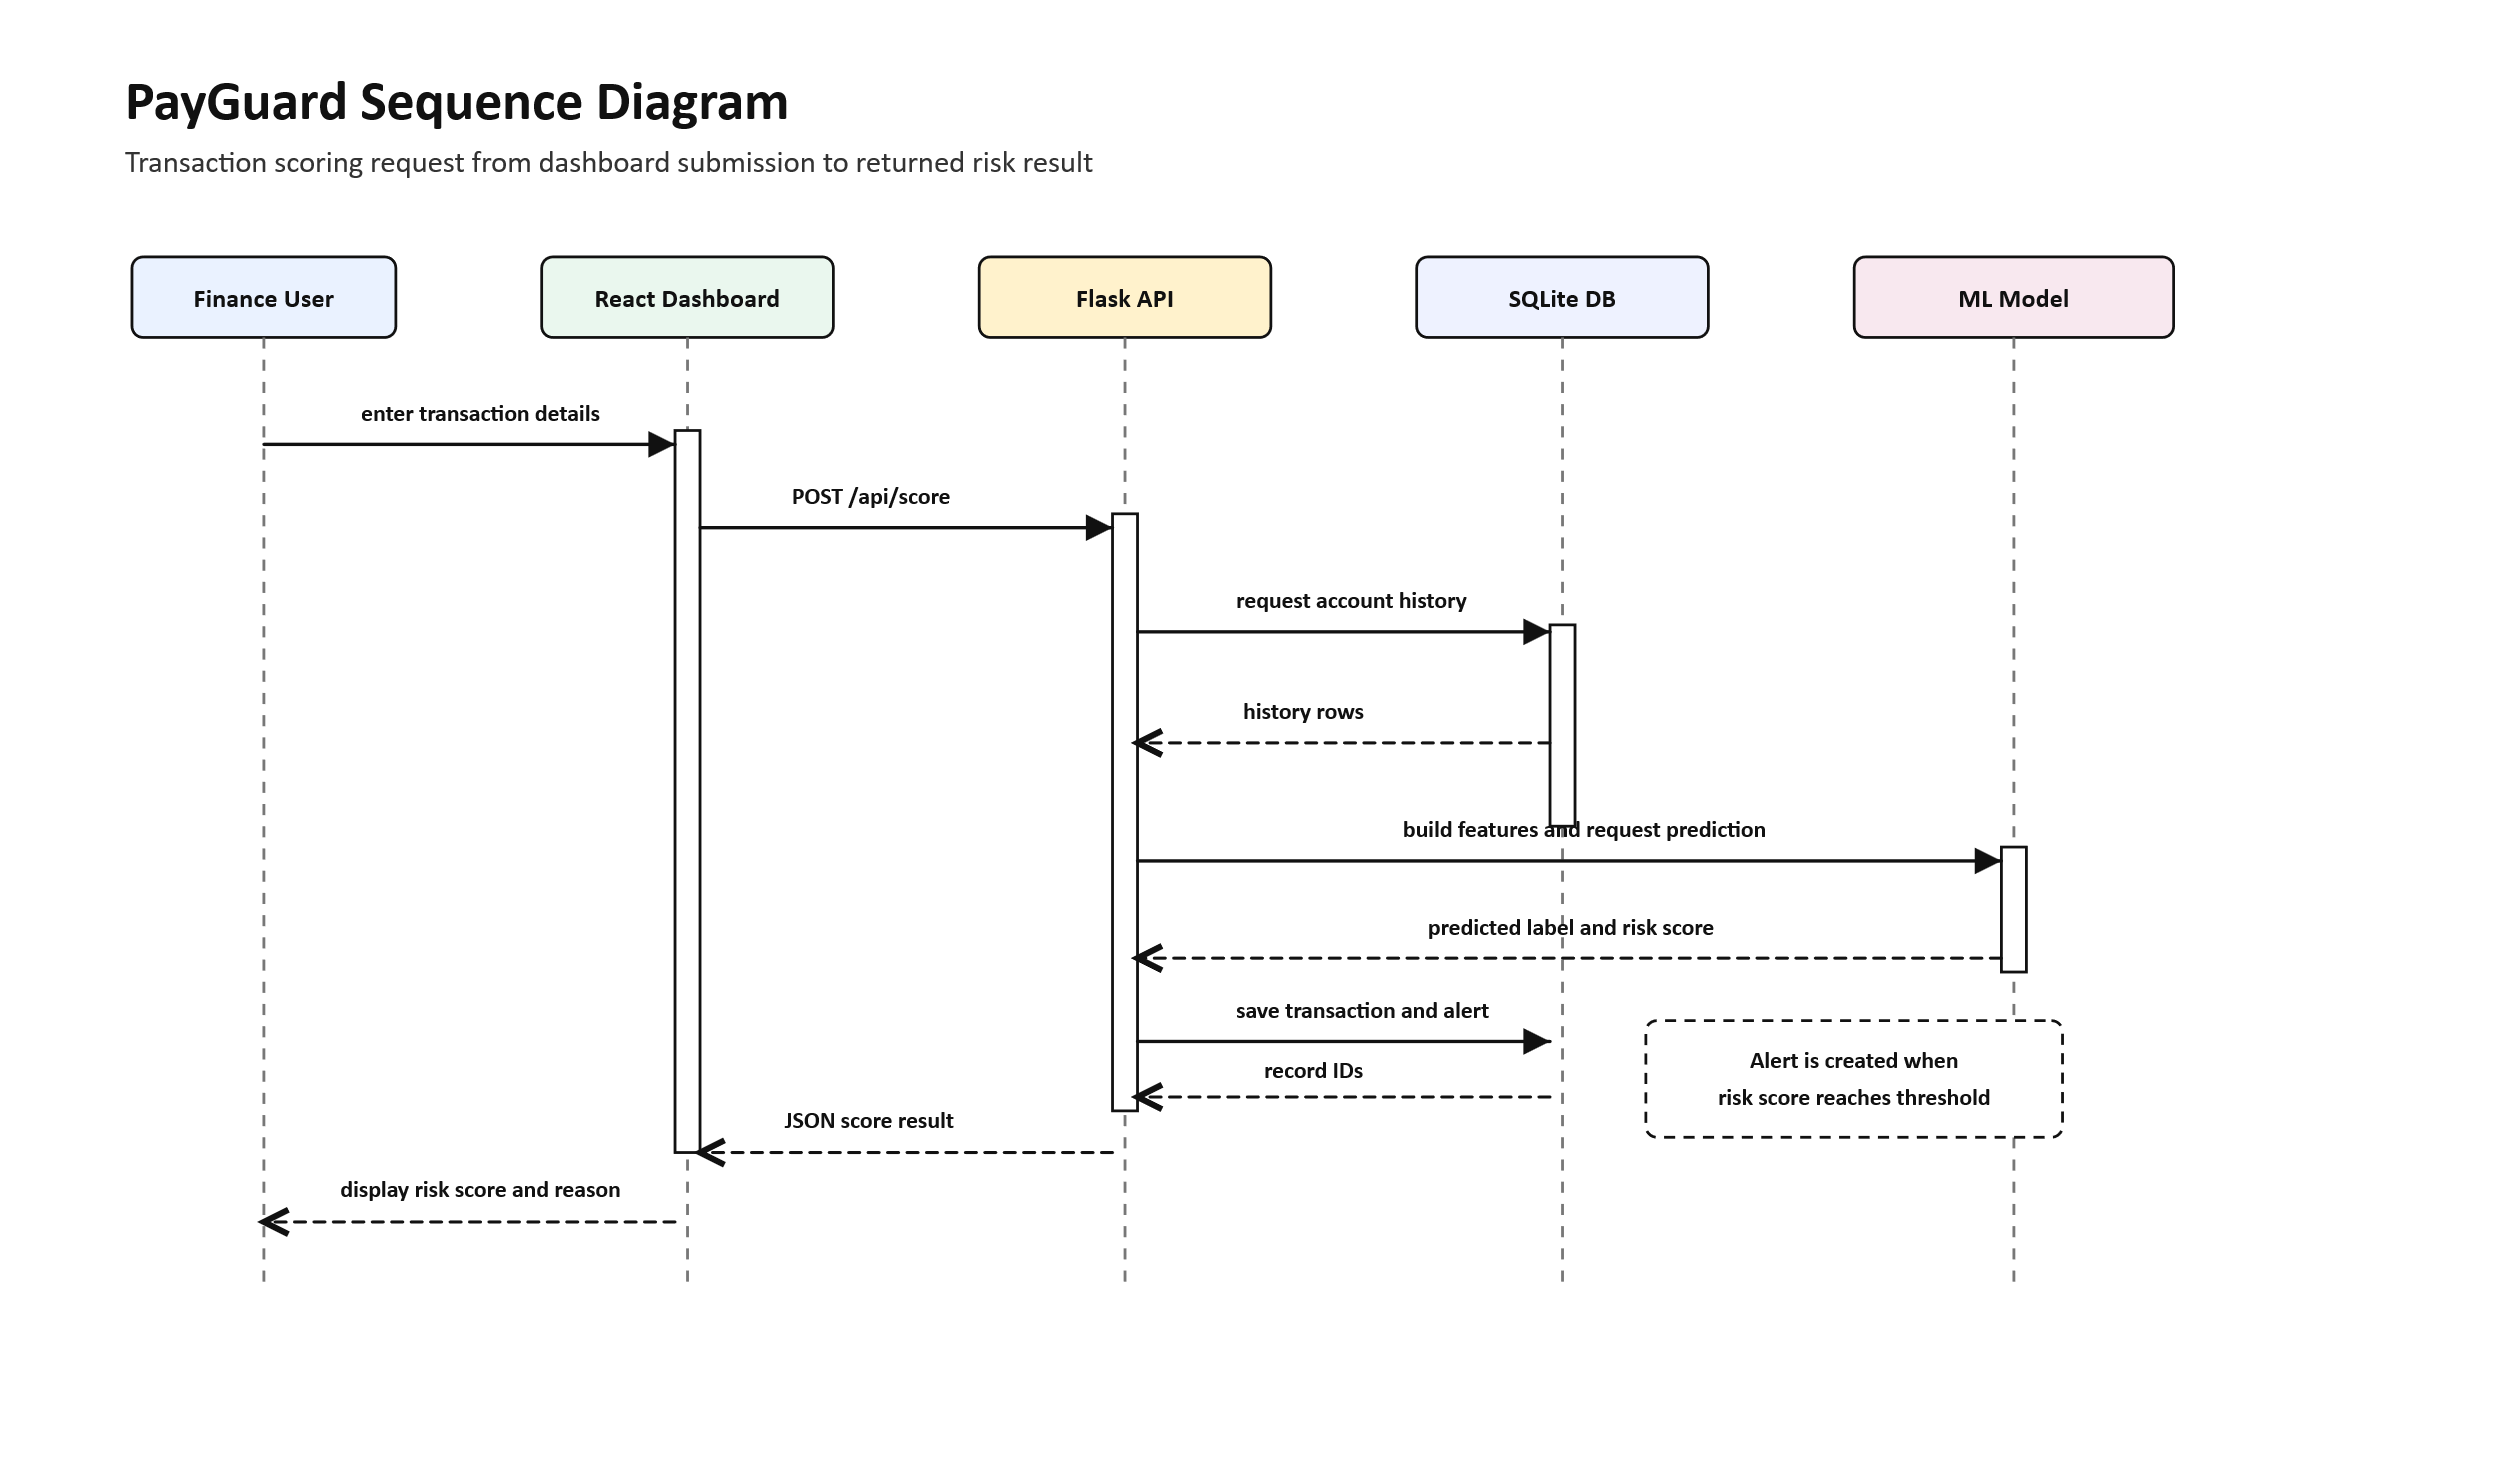 PayGuard Sequence Diagram
Transaction scoring request from dashboard submission to returned risk result
Finance User
React Dashboard
Flask API
SQLite DB
ML Model
enter transaction details
POST /api/score
request account history
history rows
build features and request prediction
predicted label and risk score
save transaction and alert
record IDs
Alert is created when
risk score reaches threshold
JSON score result
display risk score and reason